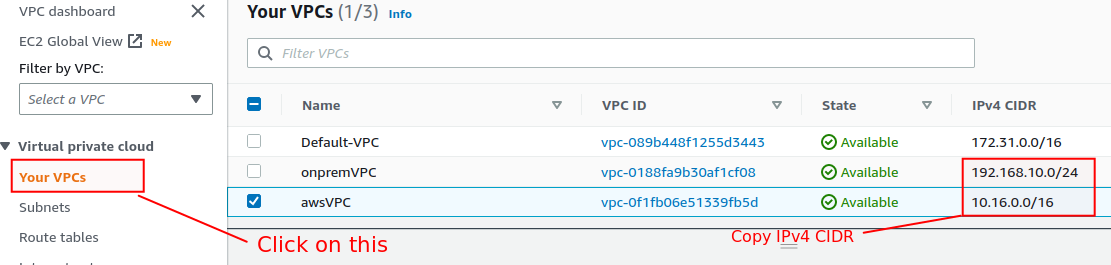 VPC dashboard
EC2 Global View New
Filter by VPC:
Select a VPC
Virtual private cloud
Your VPCs
Subnets
Route tables
Your VPCs (1/3) Info
Filter VPCs
Name VPC ID State IPv4 CIDR
Default-VPC vpc-089b448f1255d3443 Available 172.31.0.0/16
onpremVPC vpc-0188fa9b30af1cf08 Available 192.168.10.0/24
awsVPC vpc-0f1fb06e51339fb5d Available 10.16.0.0/16
Click on this
Copy IPv4 CIDR